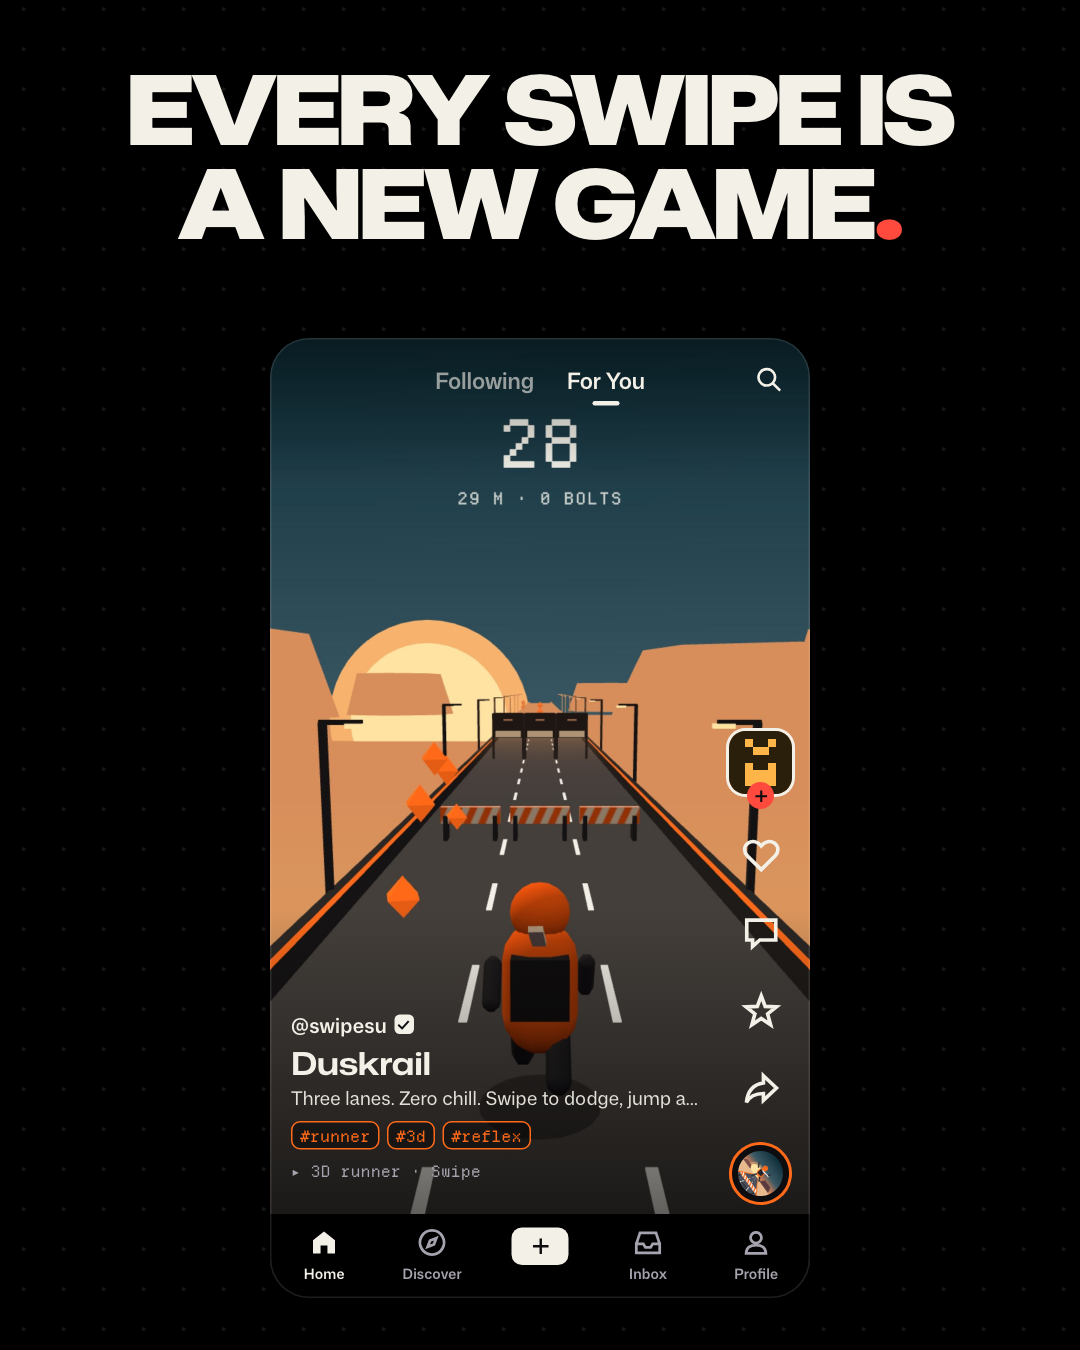 EVERY SWIPE IS
A NEW GAME.
Following For You
28
29 M · 0 BOLTS
@swipesu
Duskrail
Three lanes. Zero chill. Swipe to dodge, jump a...
#runner #3d #reflex
▸ 3D runner · Swipe
Home Discover Inbox Profile